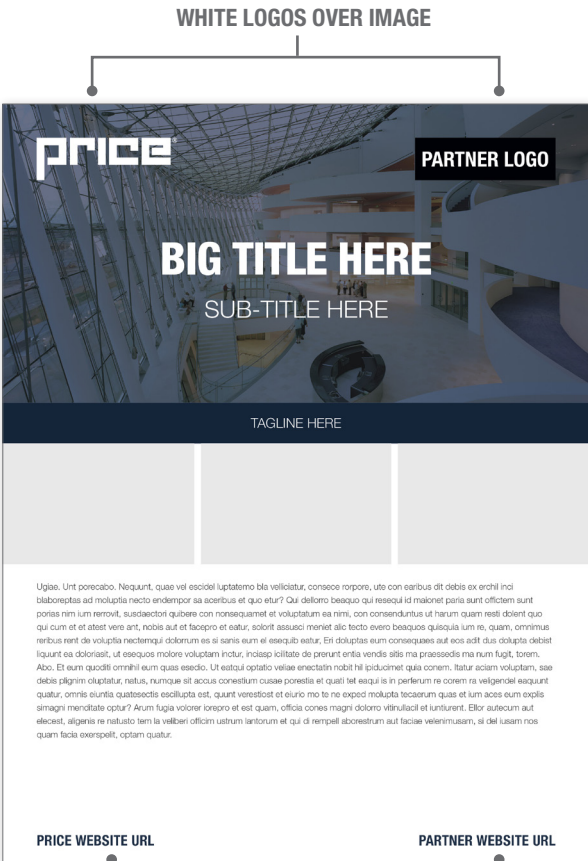 WHITE LOGOS OVER IMAGE
price®
PARTNER LOGO
BIG TITLE HERE
SUB-TITLE HERE
TAGLINE HERE
Ugiae. Unt porecabo. Nequunt, quae vel escidel luptatemo bla velliciatur, consece rorpore, ute con earibus dit debis ex erchil inci
blaboreptas ad moluptia necto endempor sa aceribus et quo etur? Qui dellorro beaquo qui resequi id maionet paria sunt offictem sunt
porias nim ium rerrovit, susdaectori quibere con nonsequamet et voluptatum ea nimi, con consenduntus ut harum quam resti dolent quo
qui cum et et atest vere ant, nobis aut et facepro et eatur, solorit assusci meniet alic tecto evero beaquos quisquia ium re, quam, omnimus
reribus rent de voluptia nectemqui dolorrum es si sanis eum el esequib eatur, Eri doluptas eum consequaes aut eos adit dus dolupta debist
liquunt ea doloriasit, ut esequos molore voluptam inctur, inciasp icilitate de prerunt entia vendis sitis ma praessedis ma num fugit, torem.
Abo. Et eum quoditi omnihil eum quas esedio. Ut eatqui optatio veliae enectatin nobit hil ipiducimet quia conem. Itatur aciam voluptam, sae
debis plignim oluptatur, natus, numque sit accus conestium cusae porestia et quati tet eaqui is in perferum re corem ra veligendel eaquunt
quatur, omnis eiuntia quatesectis escillupta est, quunt verestiost et eiurio mo te ne exped molupta tecaerum quas et ium aces eum explis
simagni menditate optur? Arum fugia volorer iorepro et est quam, officia cones magni dolorro vitinullacil et iuntiurent. Ellor autecum aut
elecest, aligenis re natusto tem la velliberi officim ustrum lantorum et qui di rempell aborestrum aut faciae velenimusam, si del iusam nos
quam facia exerspelit, optam quatur.
PRICE WEBSITE URL
PARTNER WEBSITE URL